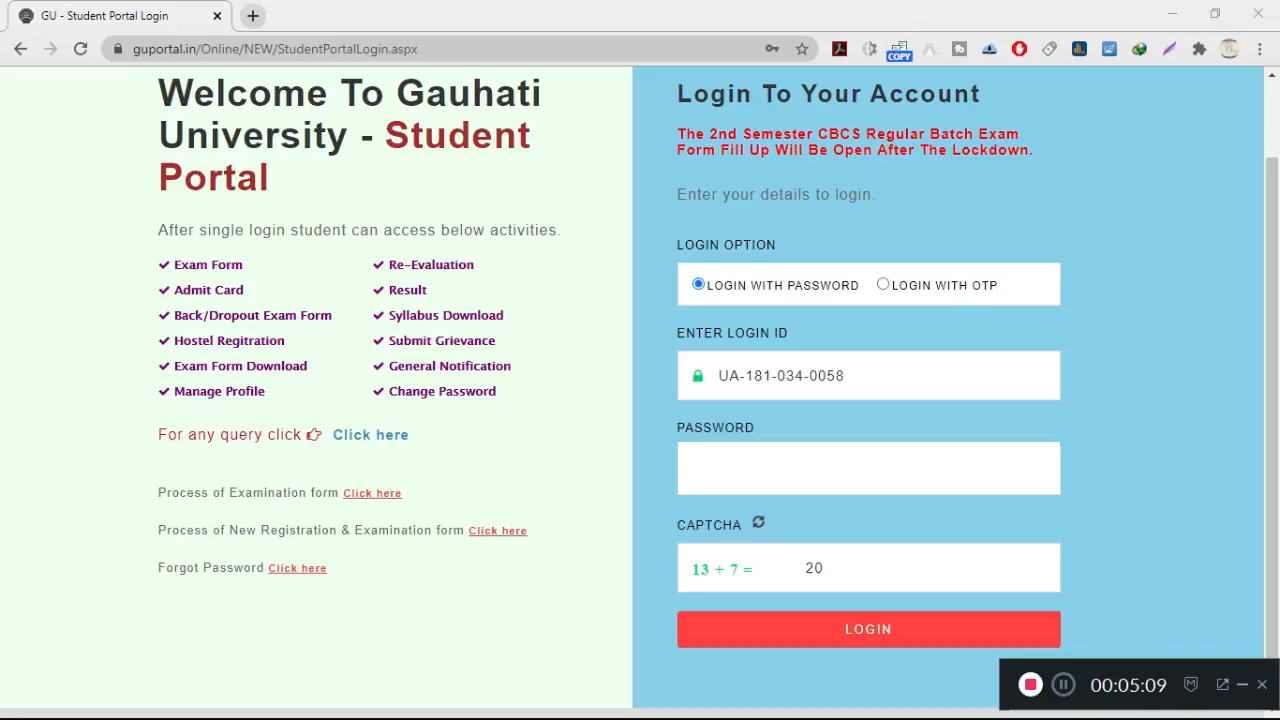 GU - Student Portal Login
guportal.in/Online/NEW/StudentPortalLogin.aspx
COPY
Welcome To Gauhati
University - Student
Portal
After single login student can access below activities.
Exam Form
Re-Evaluation
Admit Card
Result
Back/Dropout Exam Form
Syllabus Download
Hostel Regitration
Submit Grievance
Exam Form Download
General Notification
Manage Profile
Change Password
For any query click Click here
Process of Examination form Click here
Process of New Registration & Examination form Click here
Forgot Password Click here
Login To Your Account
The 2nd Semester CBCS Regular Batch Exam
Form Fill Up Will Be Open After The Lockdown.
Enter your details to login.
LOGIN OPTION
LOGIN WITH PASSWORD LOGIN WITH OTP
ENTER LOGIN ID
UA-181-034-0058
PASSWORD
CAPTCHA
13 + 7 = 20
LOGIN
00:05:09